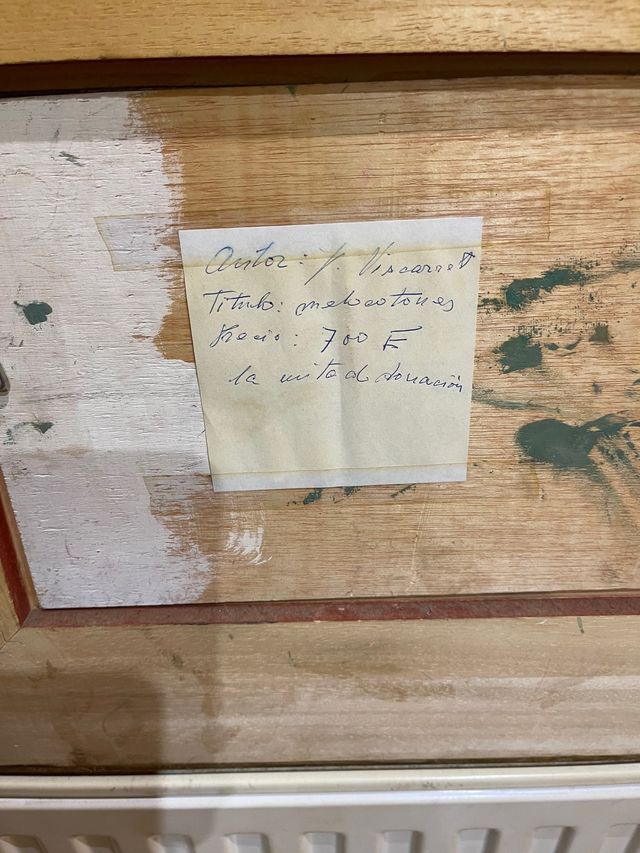 Autor: J. Viscarret
Titulo: melocotones
Precio: 700 E
la mitad donación